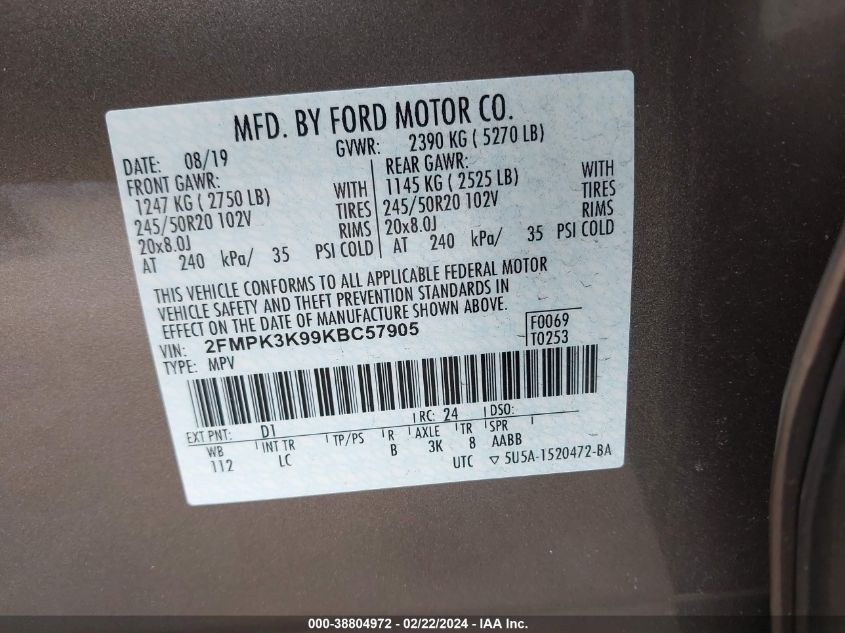 MFD. BY FORD MOTOR CO.
DATE: 08/19 GVWR: 2390 KG ( 5270 LB)
FRONT GAWR: REAR GAWR:
1247 KG ( 2750 LB) WITH 1145 KG ( 2525 LB) WITH
245/50R20 102V TIRES 245/50R20 102V TIRES
20x8.0J RIMS 20x8.0J RIMS
AT 240 kPa/ 35 PSI COLD AT 240 kPa/ 35 PSI COLD
THIS VEHICLE CONFORMS TO ALL APPLICABLE FEDERAL MOTOR
VEHICLE SAFETY AND THEFT PREVENTION STANDARDS IN
EFFECT ON THE DATE OF MANUFACTURE SHOWN ABOVE.
VIN: 2FMPK3K99KBC57905 F0069
TYPE: MPV T0253
EXT PNT: D1 RC: 24 DSO:
WB INT TR TP/PS R AXLE TR SPR
112 LC B 3K 8 AABB
UTC ▽ 5U5A-1520472-BA
000-38804972 - 02/22/2024 - IAA Inc.